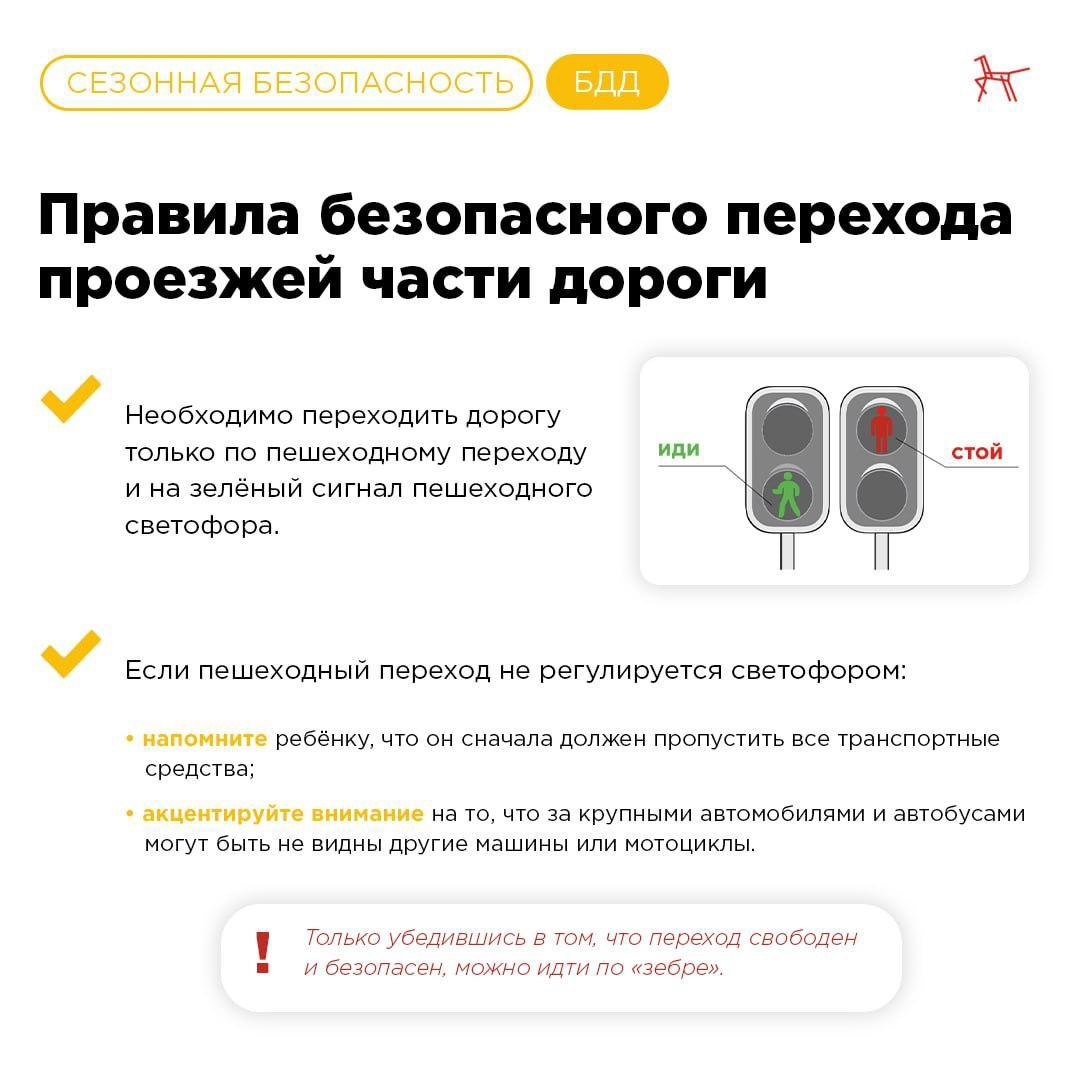 СЕЗОННАЯ БЕЗОПАСНОСТЬ
БДД
Правила безопасного перехода
проезжей части дороги
Необходимо переходить дорогу
только по пешеходному переходу
и на зелёный сигнал пешеходного
светофора.
иди
стой
Если пешеходный переход не регулируется светофором:
• напомните ребёнку, что он сначала должен пропустить все транспортные
средства;
• акцентируйте внимание на то, что за крупными автомобилями и автобусами
могут быть не видны другие машины или мотоциклы.
! Только убедившись в том, что переход свободен
и безопасен, можно идти по «зебре».